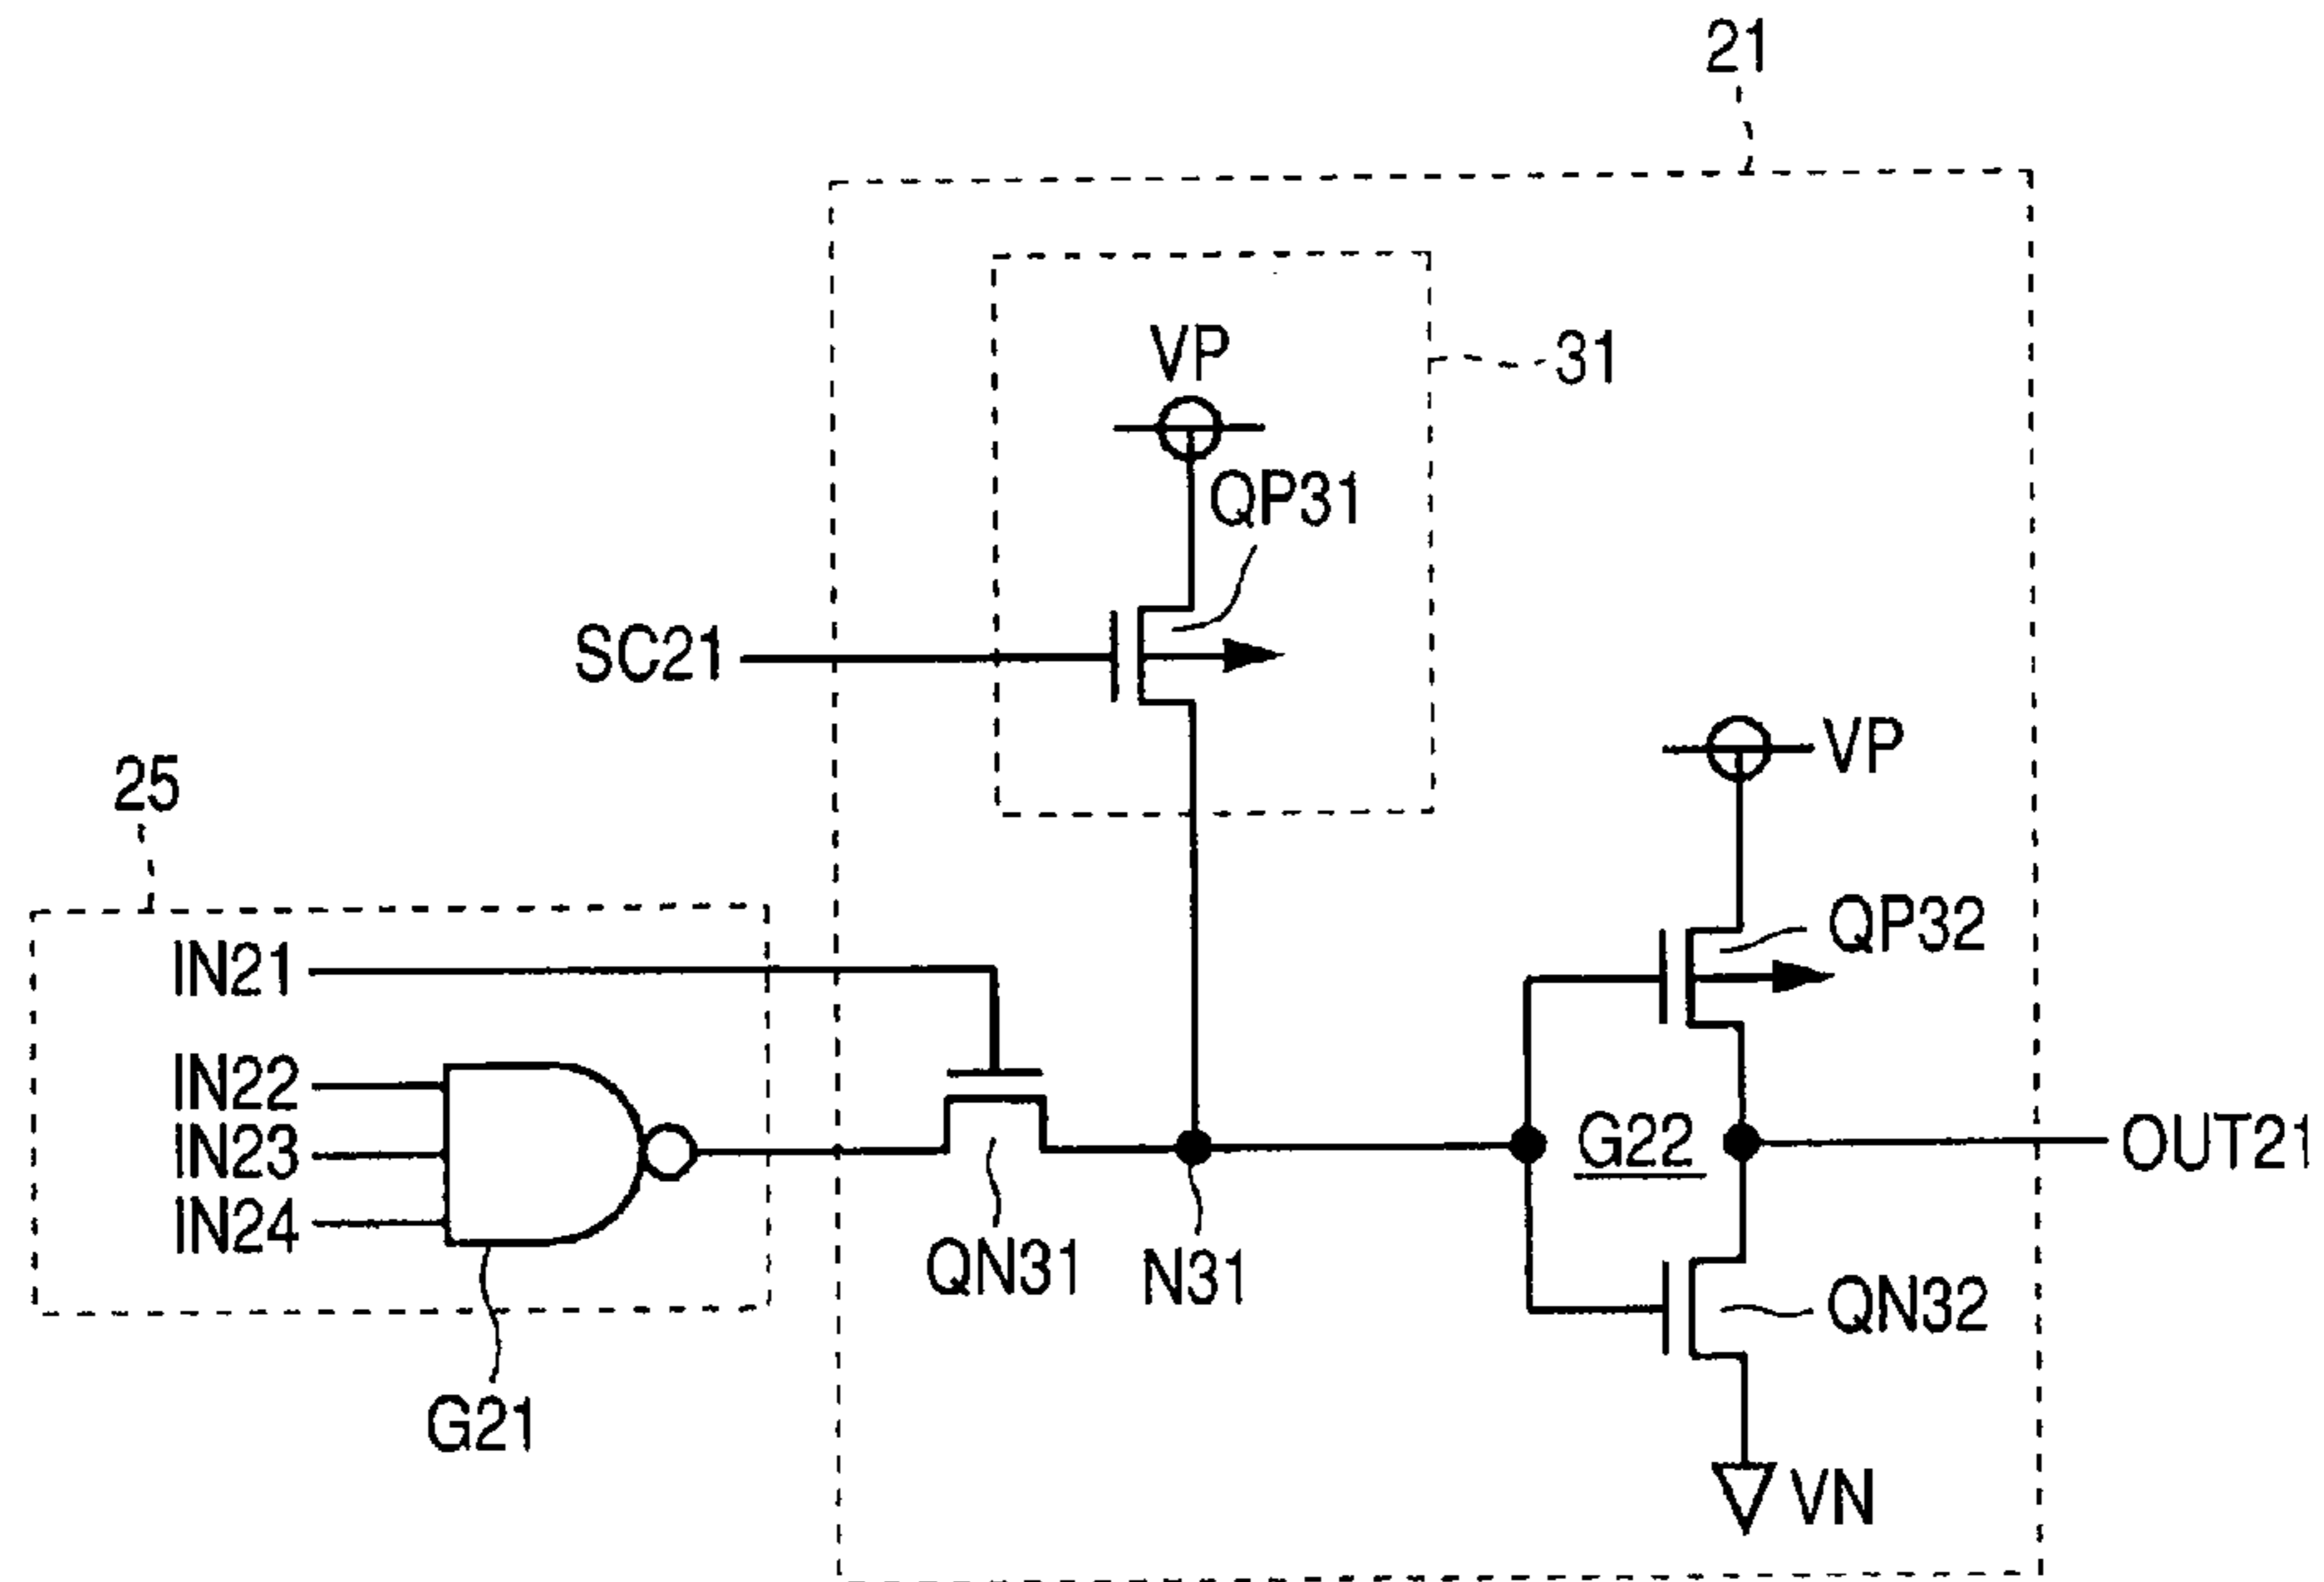 21
VP
31
QP31
SC21
VP
25
QP32
IN21
IN22
G22
OUT21
IN23
IN24
QN31
N31
QN32
G21
VN